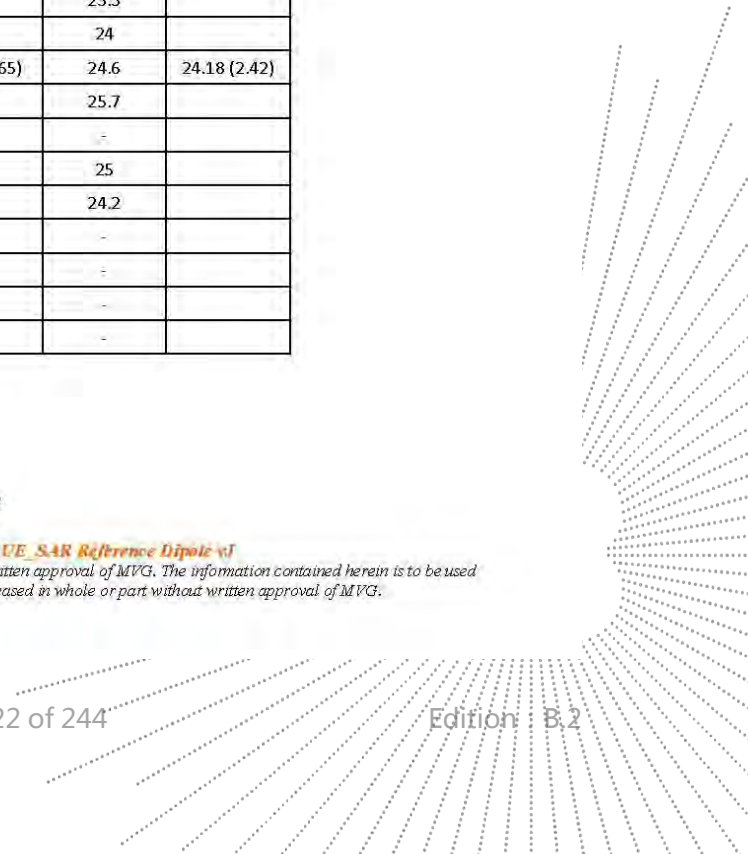 24
65) 24.6 24.18 (2.42)
25.7
-
25
24.2
-
-
-
-
UE_SAR Reference Dipole vJ
itten approval of MVG. The information contained herein is to be used
eased in whole or part without written approval of MVG.
22 of 244 Edition : B.2